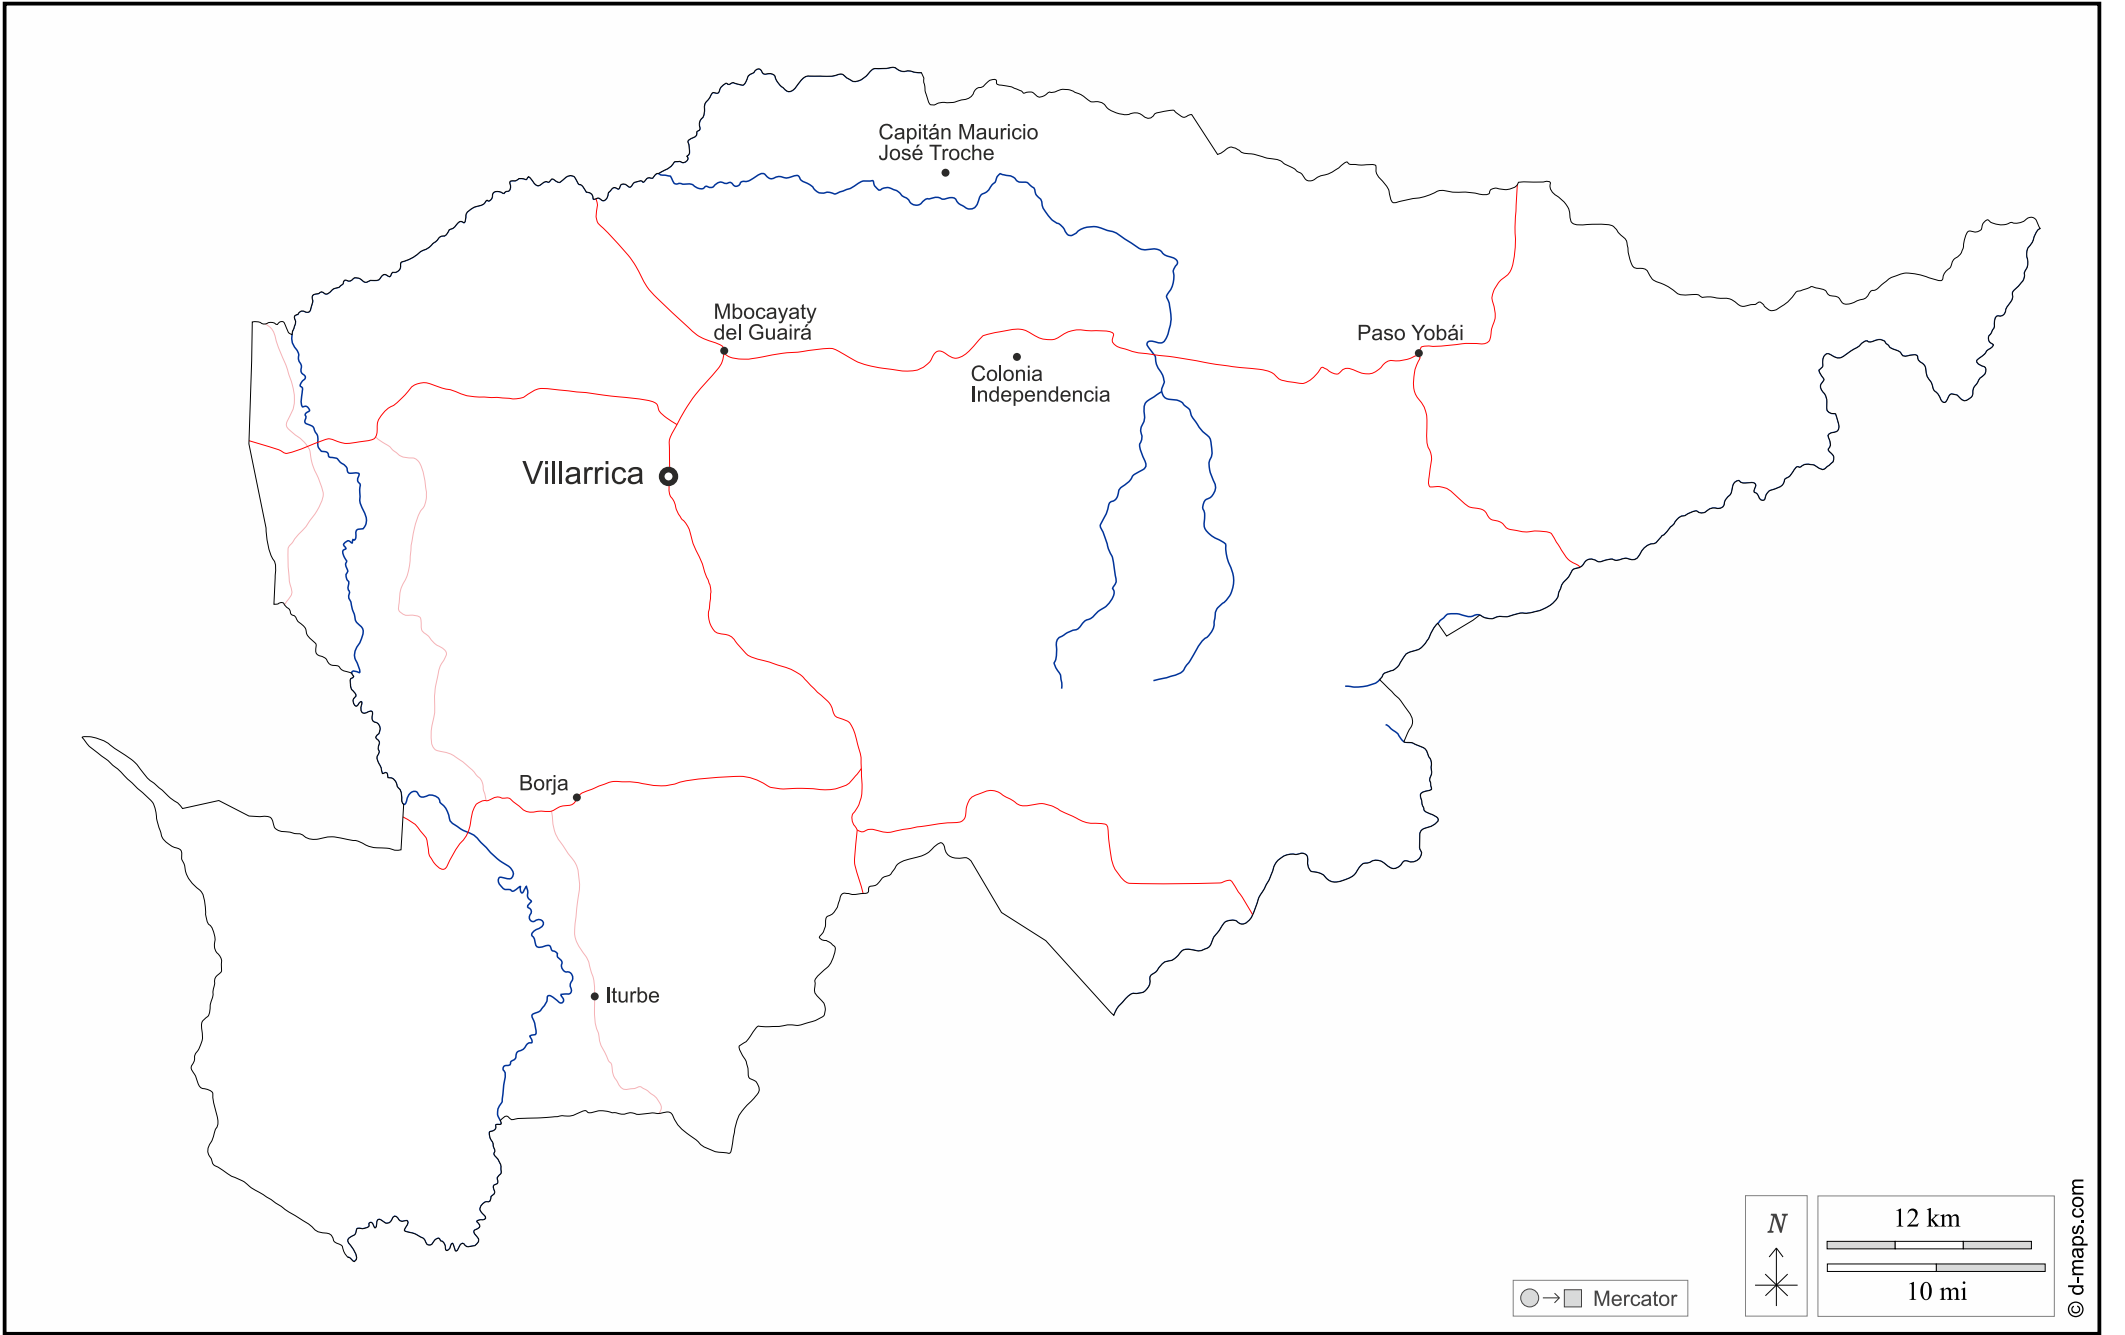 Capitán Mauricio
José Troche
Mbocayaty
del Guairá
Paso Yobái
Colonia
Independencia
Villarrica
Borja
Iturbe
N
12 km
10 mi
Mercator
© d-maps.com